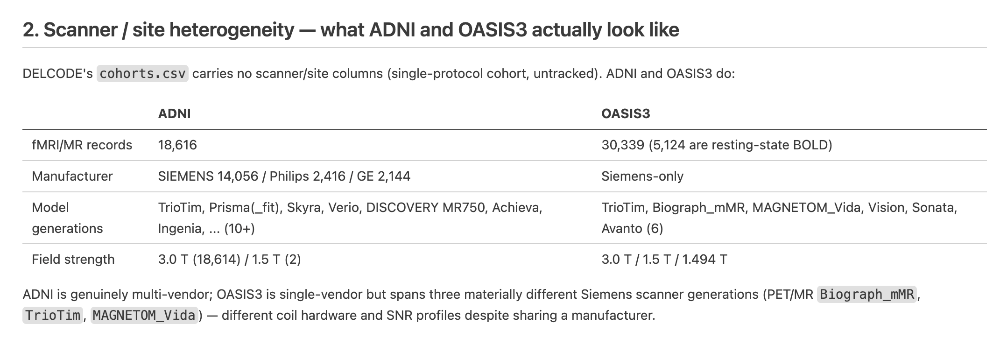 2. Scanner / site heterogeneity — what ADNI and OASIS3 actually look like
DELCODE's cohorts.csv carries no scanner/site columns (single-protocol cohort, untracked). ADNI and OASIS3 do:
ADNI OASIS3
fMRI/MR records 18,616 30,339 (5,124 are resting-state BOLD)
Manufacturer SIEMENS 14,056 / Philips 2,416 / GE 2,144 Siemens-only
Model TrioTim, Prisma(_fit), Skyra, Verio, DISCOVERY MR750, Achieva, TrioTim, Biograph_mMR, MAGNETOM_Vida, Vision, Sonata,
generations Ingenia, ... (10+) Avanto (6)
Field strength 3.0 T (18,614) / 1.5 T (2) 3.0 T / 1.5 T / 1.494 T
ADNI is genuinely multi-vendor; OASIS3 is single-vendor but spans three materially different Siemens scanner generations (PET/MR Biograph_mMR,
TrioTim, MAGNETOM_Vida) — different coil hardware and SNR profiles despite sharing a manufacturer.